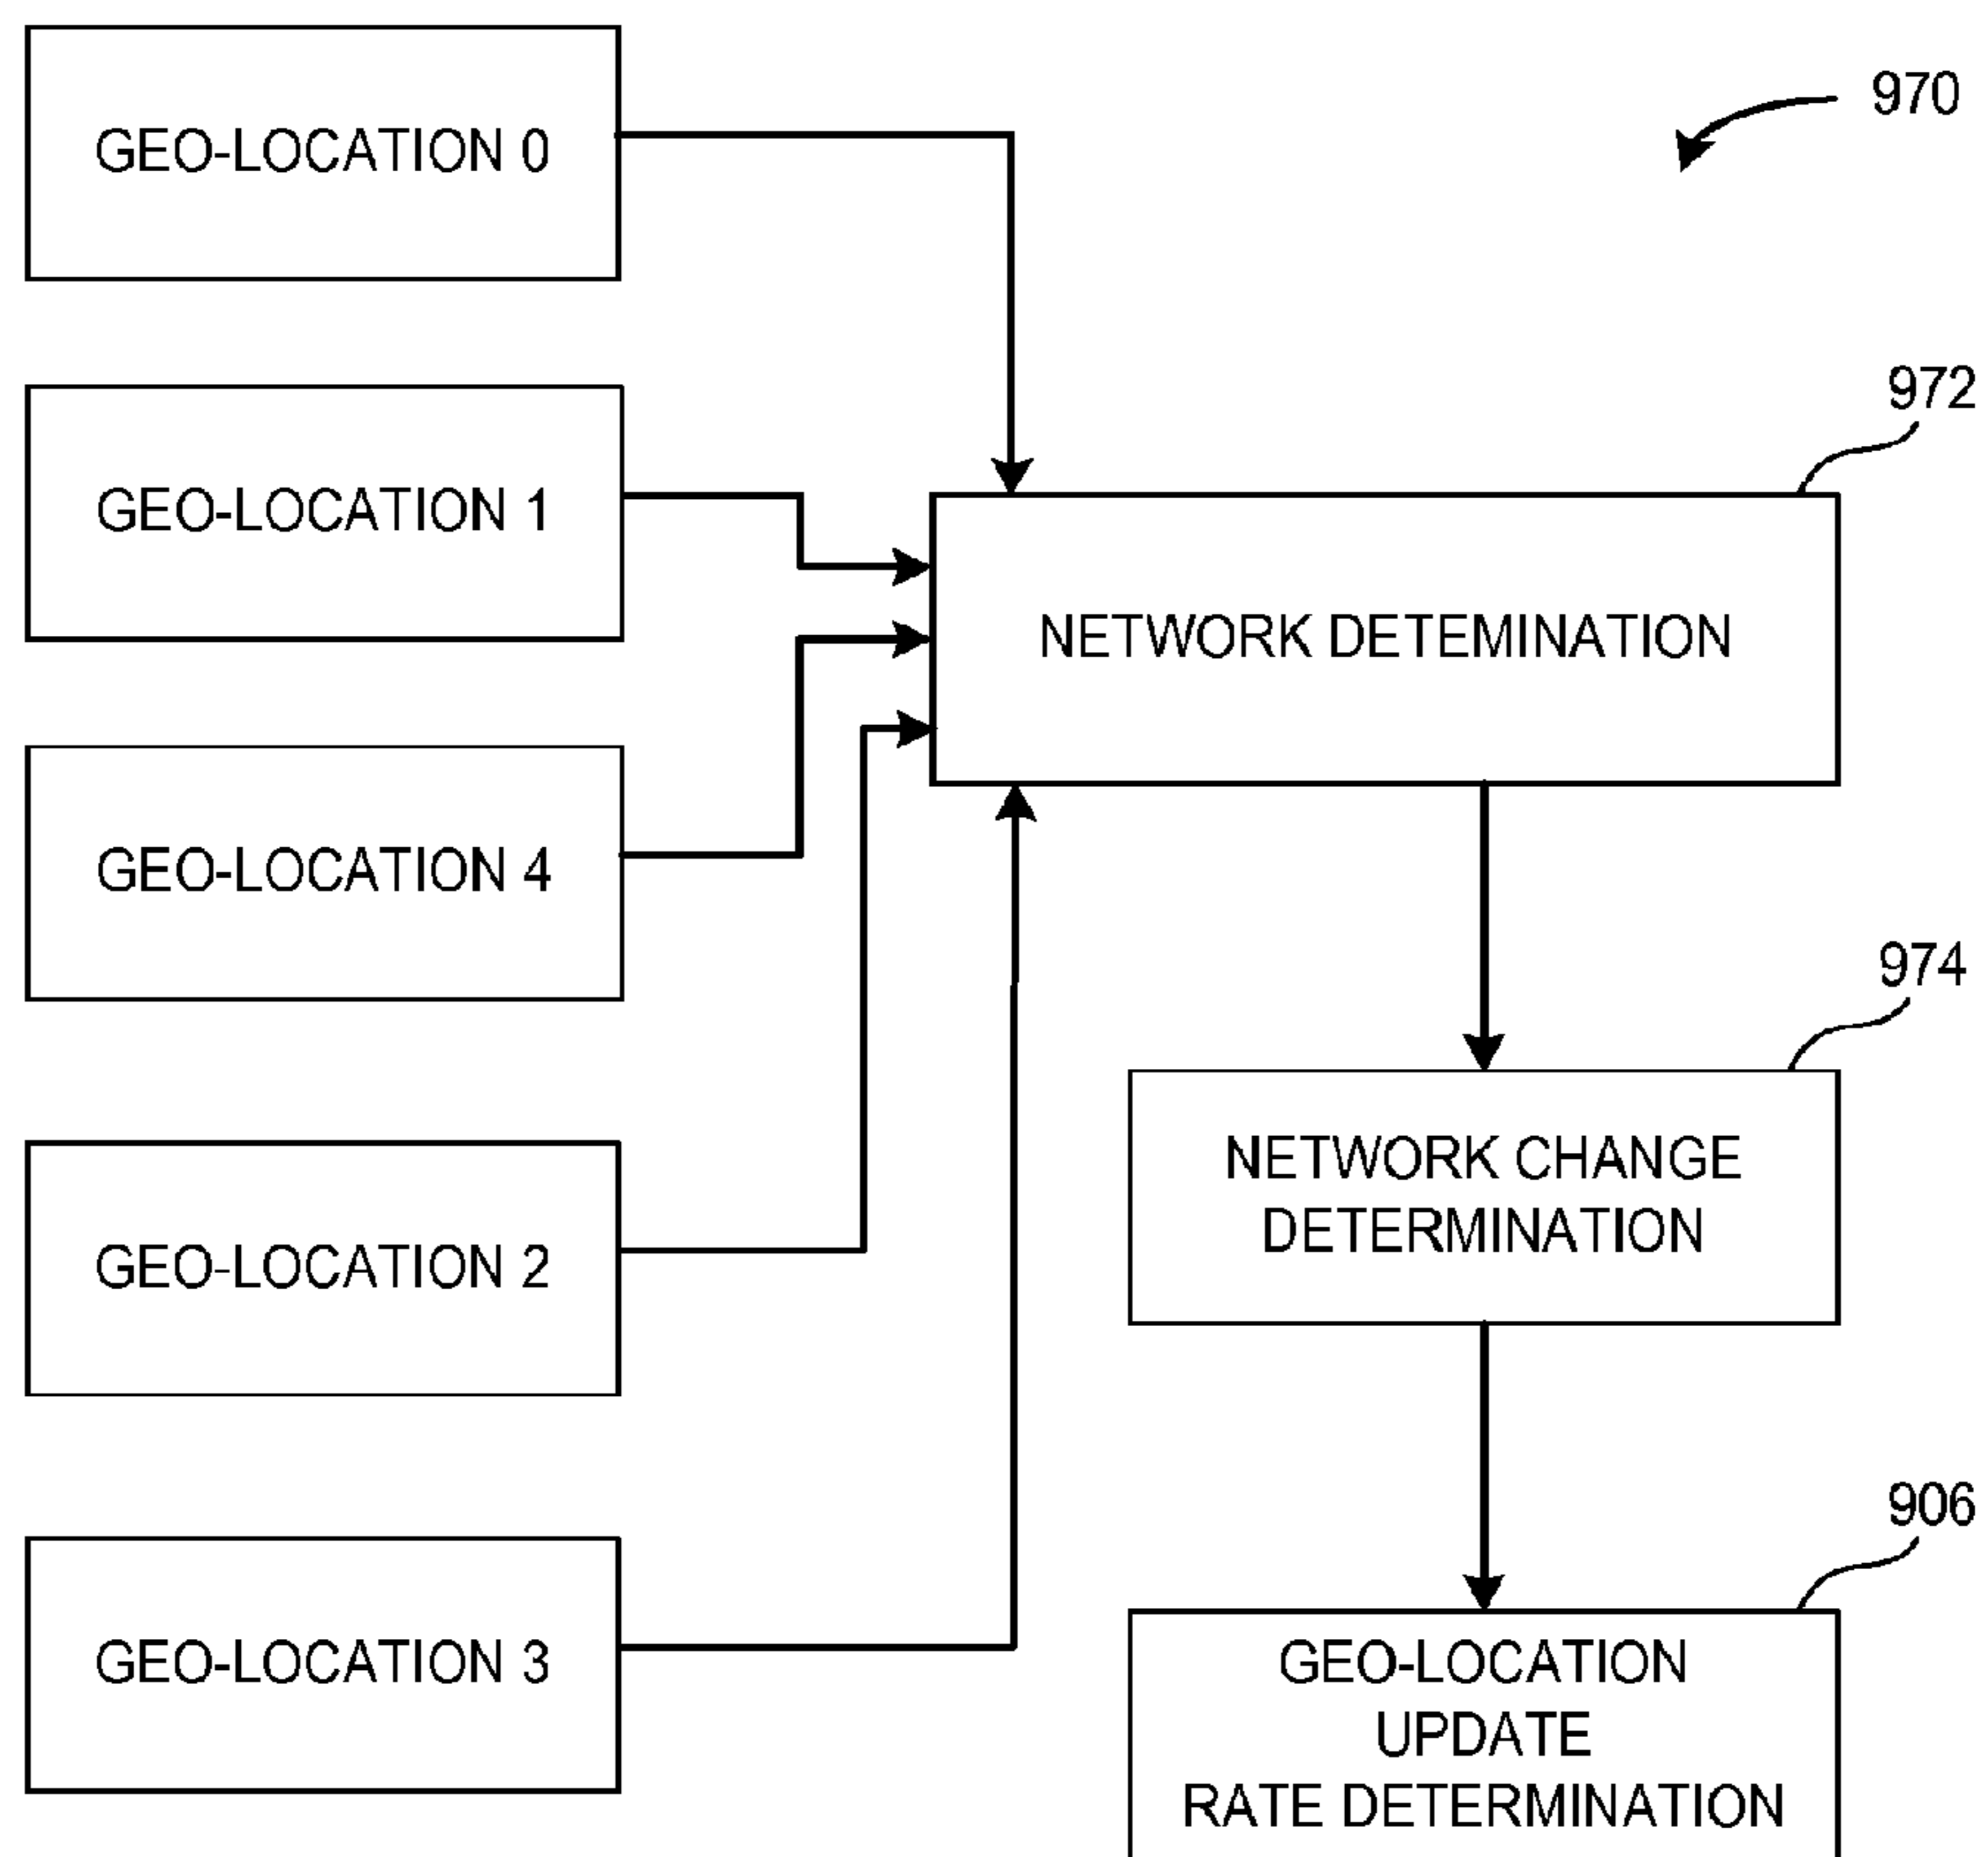 GEO-LOCATION 0
970
GEO-LOCATION 1
972
NETWORK DETEMINATION
GEO-LOCATION 4
974
NETWORK CHANGE
DETERMINATION
GEO-LOCATION 2
906
GEO-LOCATION 3
GEO-LOCATION
UPDATE
RATE DETERMINATION